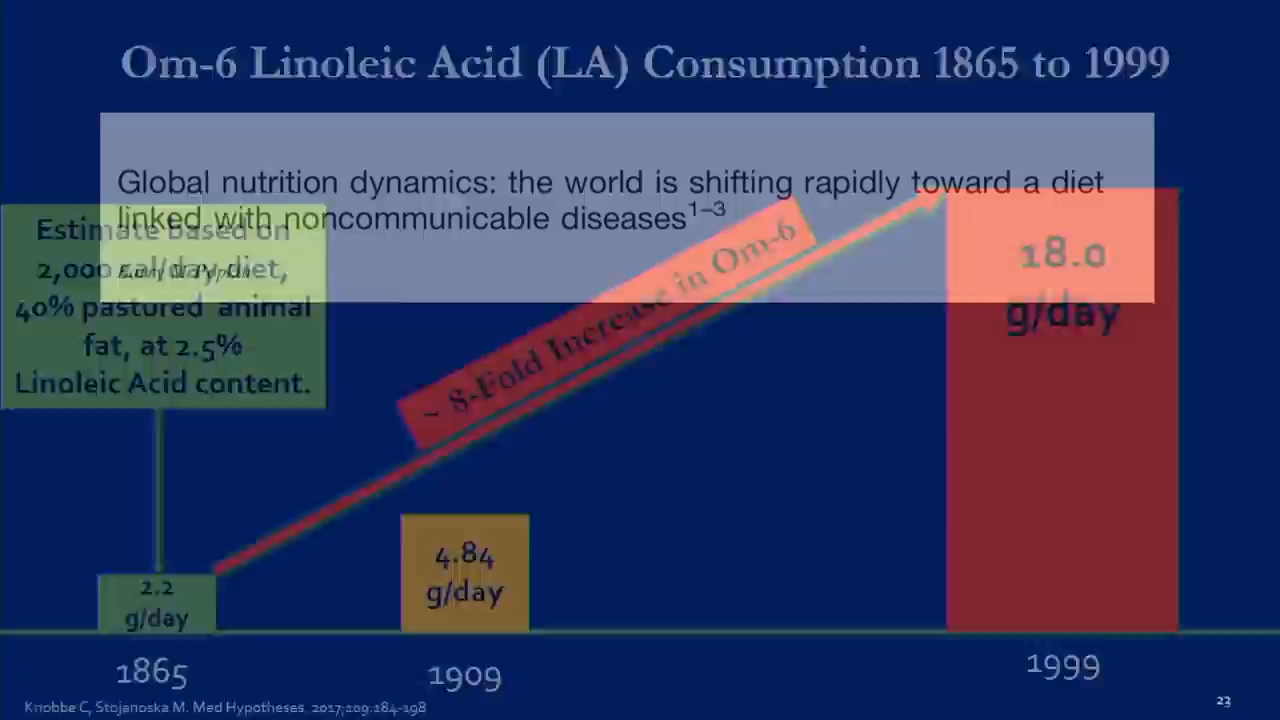 Om-6 Linoleic Acid (LA) Consumption 1865 to 1999
Global nutrition dynamics: the world is shifting rapidly toward a diet
linked with noncommunicable diseases1–3
Estimate based on
2,000 cal/day diet,
40% pastured animal
fat, at 2.5%
Linoleic Acid content.
~ 8-Fold Increase in Om-6
18.0
g/day
4.84
g/day
2.2
g/day
1865
1909
1999
Knobbe C, Stojanoska M. Med Hypotheses. 2017;109:184-198
23